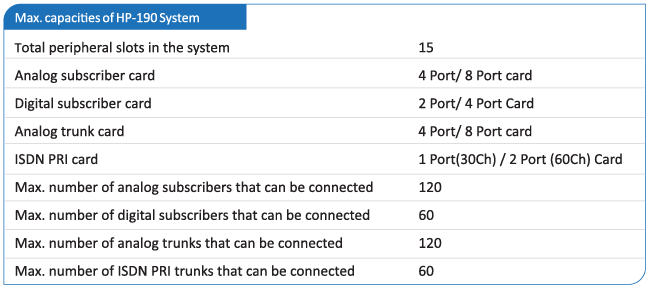 Max. capacities of HP-190 System
Total peripheral slots in the system 15
Analog subscriber card 4 Port/ 8 Port card
Digital subscriber card 2 Port/ 4 Port Card
Analog trunk card 4 Port/ 8 Port card
ISDN PRI card 1 Port(30Ch) / 2 Port (60Ch) Card
Max. number of analog subscribers that can be connected 120
Max. number of digital subscribers that can be connected 60
Max. number of analog trunks that can be connected 120
Max. number of ISDN PRI trunks that can be connected 60